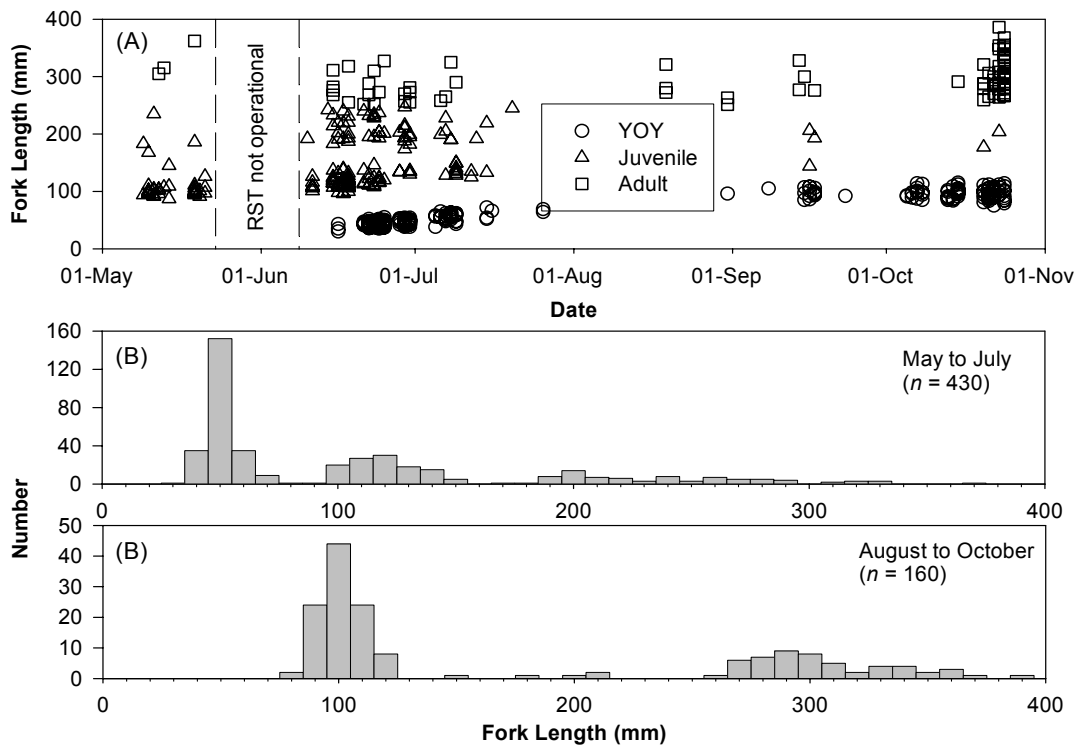 (A)
RST not operational
Fork Length (mm)
400
300
200
100
0
YOY
Juvenile
Adult
01-May
01-Jun
01-Jul
01-Aug
01-Sep
01-Oct
01-Nov
Date
160
120
80
40
0
(B)
May to July
(n = 430)
0
100
200
300
400
Number
50
40
30
20
10
0
(B)
August to October
(n = 160)
0
100
200
300
400
Fork Length (mm)